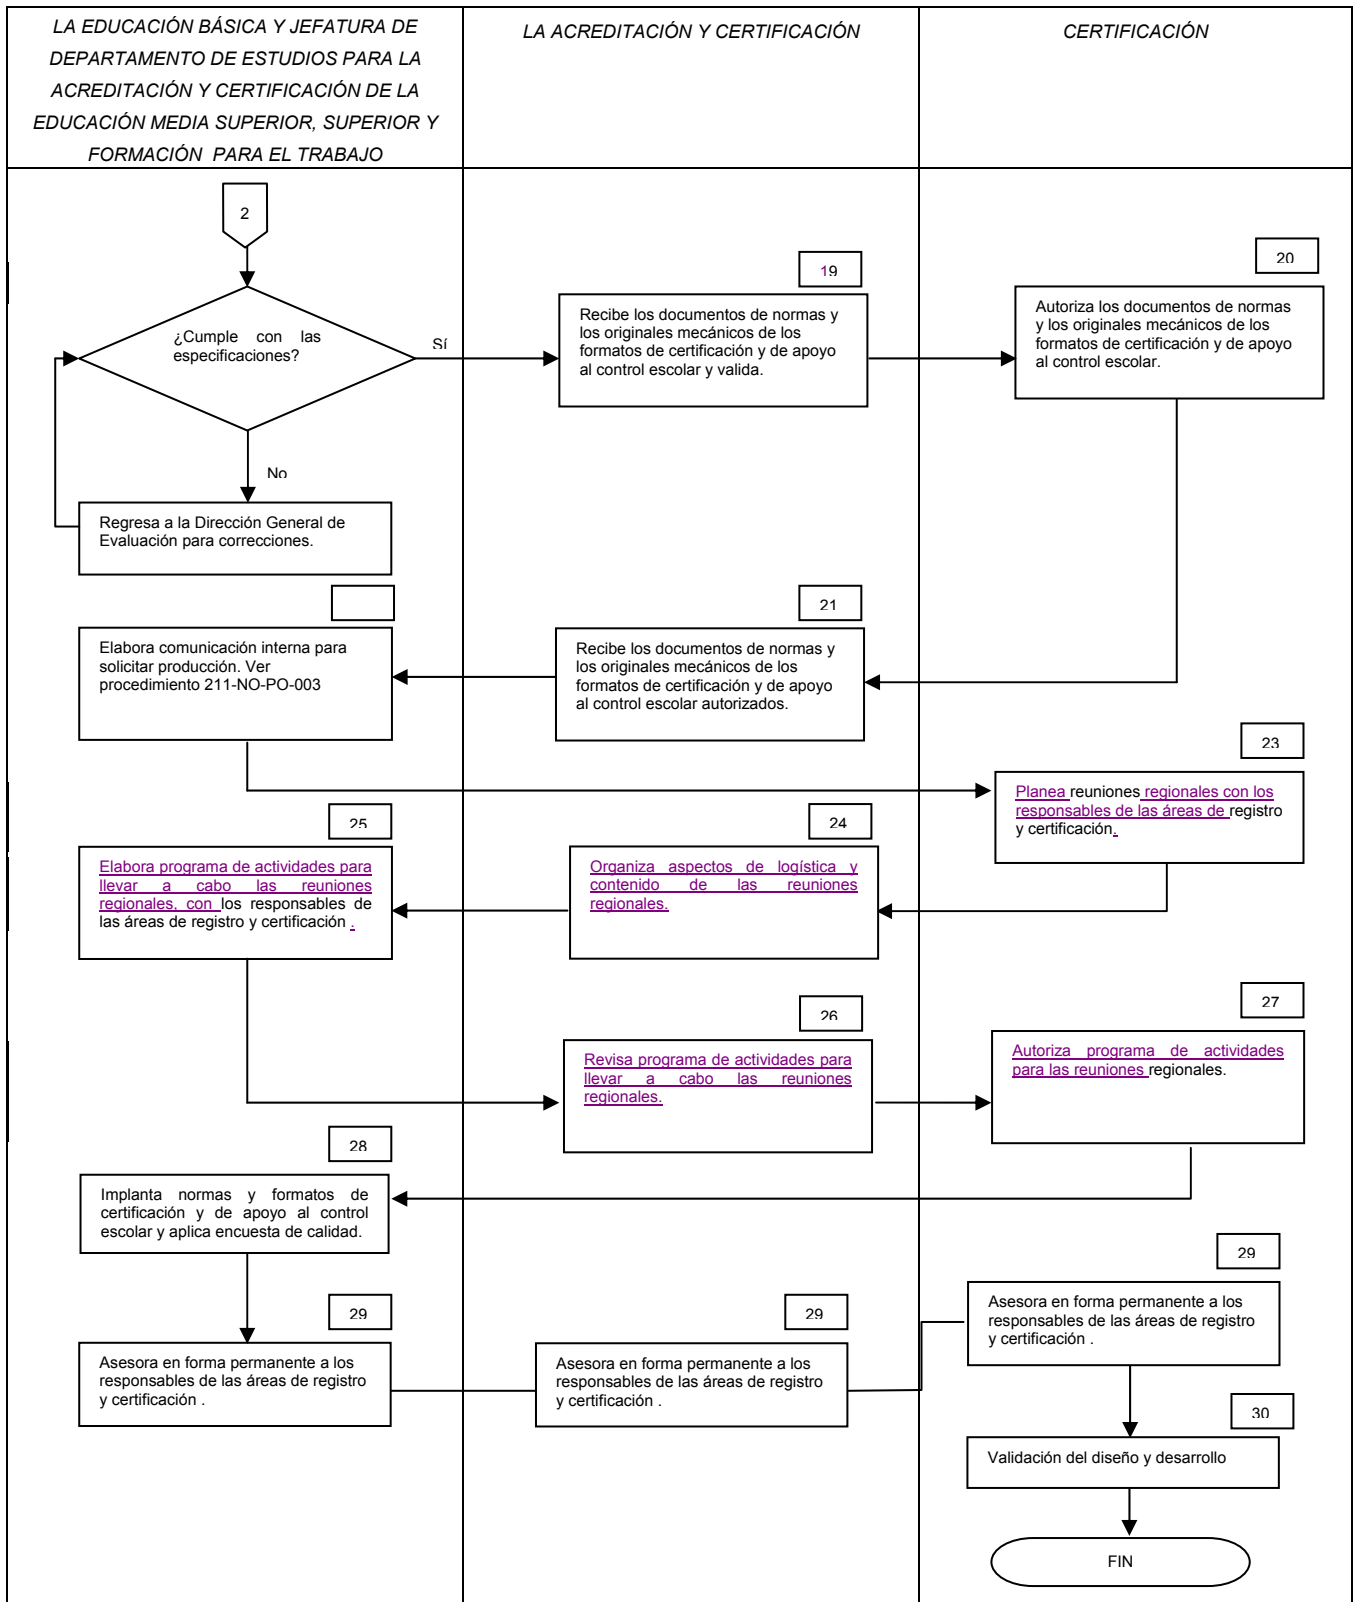 LA EDUCACIÓN BÁSICA Y JEFATURA DE
DEPARTAMENTO DE ESTUDIOS PARA LA
ACREDITACIÓN Y CERTIFICACIÓN DE LA
EDUCACIÓN MEDIA SUPERIOR, SUPERIOR Y
FORMACIÓN PARA EL TRABAJO
LA ACREDITACIÓN Y CERTIFICACIÓN
CERTIFICACIÓN
2
¿Cumple con las
especificaciones?
Sí
No
19
Recibe los documentos de normas y
los originales mecánicos de los
formatos de certificación y de apoyo
al control escolar y valida.
20
Autoriza los documentos de normas
y los originales mecánicos de los
formatos de certificación y de apoyo
al control escolar.
Regresa a la Dirección General de
Evaluación para correcciones.
Elabora comunicación interna para
solicitar producción. Ver
procedimiento 211-NO-PO-003
21
Recibe los documentos de normas y
los originales mecánicos de los
formatos de certificación y de apoyo
al control escolar autorizados.
23
Planea reuniones regionales con los
responsables de las áreas de registro
y certificación.
25
Elabora programa de actividades para
llevar a cabo las reuniones
regionales, con los responsables de
las áreas de registro y certificación .
24
Organiza aspectos de logística y
contenido de las reuniones
regionales.
26
Revisa programa de actividades para
llevar a cabo las reuniones
regionales.
27
Autoriza programa de actividades
para las reuniones regionales.
28
Implanta normas y formatos de
certificación y de apoyo al control
escolar y aplica encuesta de calidad.
29
Asesora en forma permanente a los
responsables de las áreas de registro
y certificación .
29
Asesora en forma permanente a los
responsables de las áreas de registro
y certificación .
29
Asesora en forma permanente a los
responsables de las áreas de registro
y certificación .
30
Validación del diseño y desarrollo
FIN